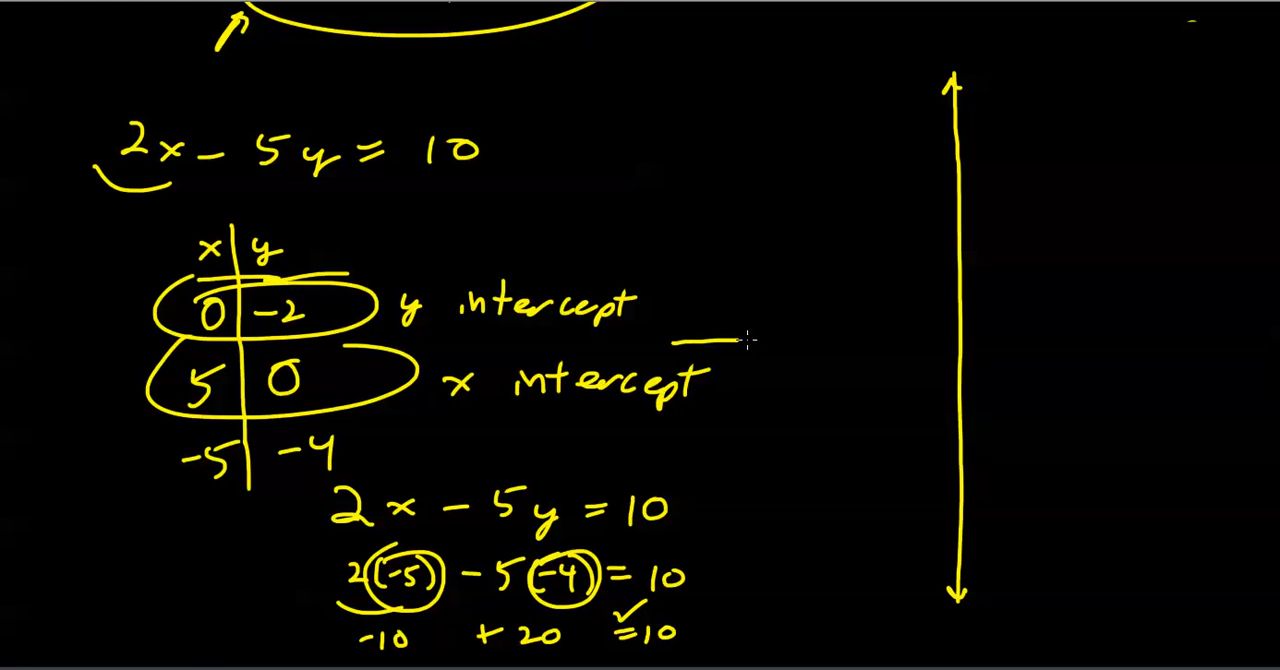 2x - 5y = 10
x y
0 -2 y intercept
5 0 x intercept
-5 -4
2x - 5y = 10
2(-5) - 5(-4) = 10
-10 + 20 = 10 ✓